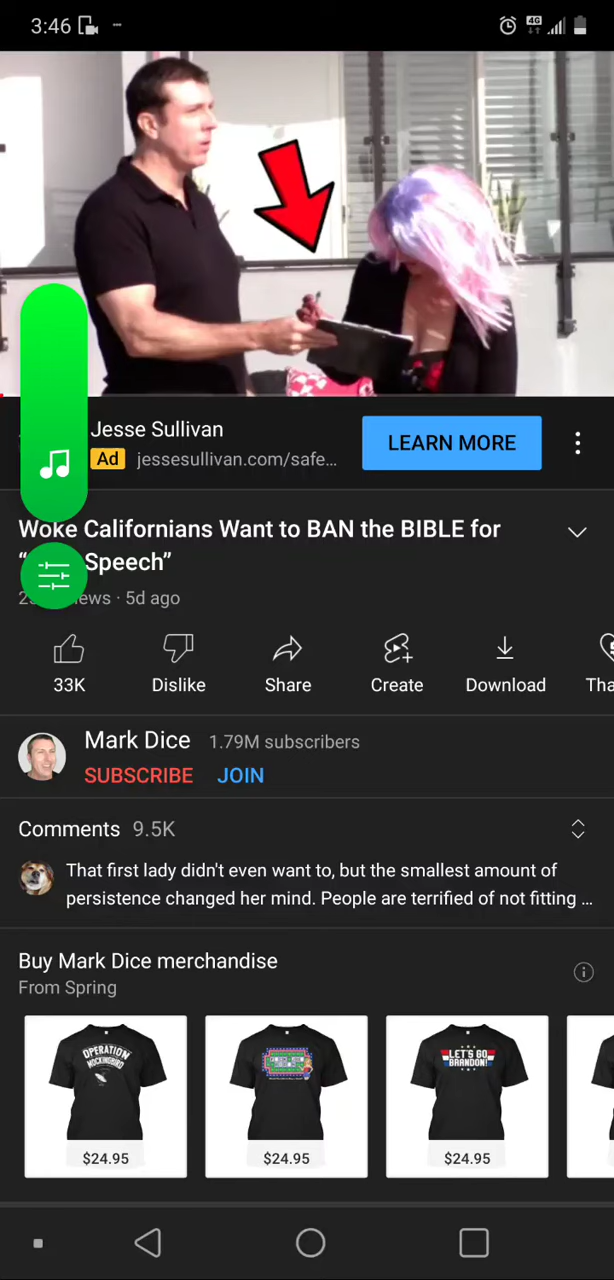 3:46
4G
Jesse Sullivan
Ad jessesullivan.com/safe...
LEARN MORE
Woke Californians Want to BAN the BIBLE for
Speech”
5d ago
33K
Dislike
Share
Create
Download
Tha
Mark Dice 1.79M subscribers
SUBSCRIBE JOIN
Comments 9.5K
That first lady didn't even want to, but the smallest amount of
persistence changed her mind. People are terrified of not fitting ...
Buy Mark Dice merchandise
From Spring
OPERATION
MOCKINGBIRD
LET'S GO
BRANDON!
$24.95
$24.95
$24.95